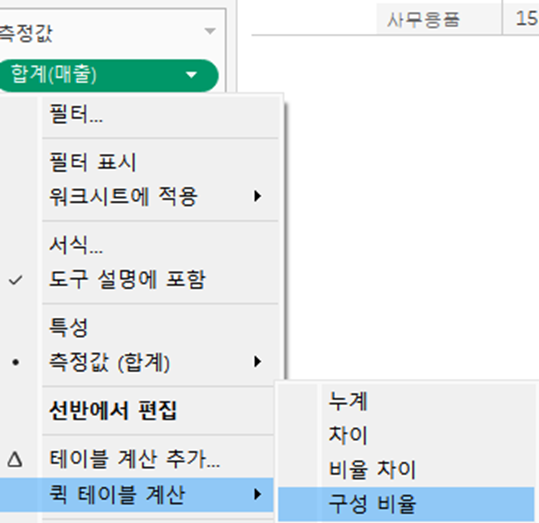 측정값
사무용품 15
합계(매출)
필터...
필터 표시
워크시트에 적용
서식...
도구 설명에 포함
특성
측정값 (합계)
선반에서 편집
테이블 계산 추가...
퀵 테이블 계산
누계
차이
비율 차이
구성 비율